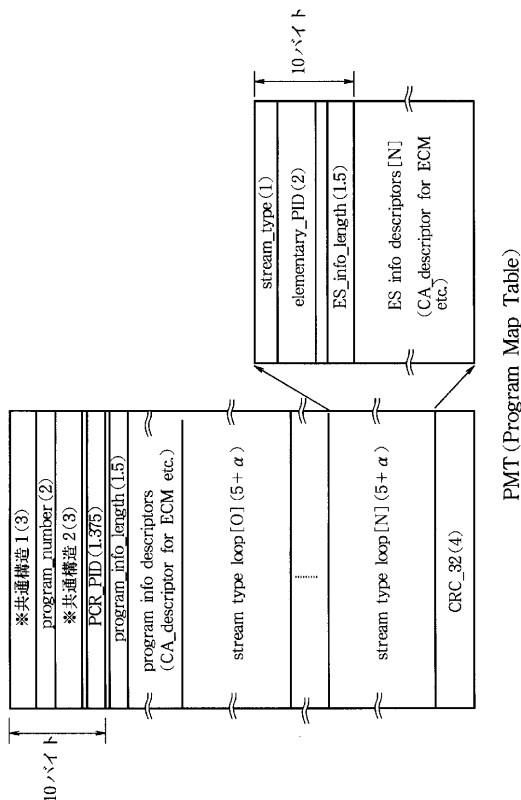 10バイト
※共通構造1(3)
program_number(2)
※共通構造2(3)
PCR_PID(1.375)
program_info_length(1.5)
program info descriptors
(CA_descriptor for ECM etc.)
stream type loop[O](5+α)
…………
stream type loop[N](5+α)
CRC_32(4)
10バイト
stream_type(1)
elementary_PID(2)
ES_info_length(1.5)
ES info descriptors[N]
(CA_descriptor for ECM
etc.)
PMT(Program Map Table)